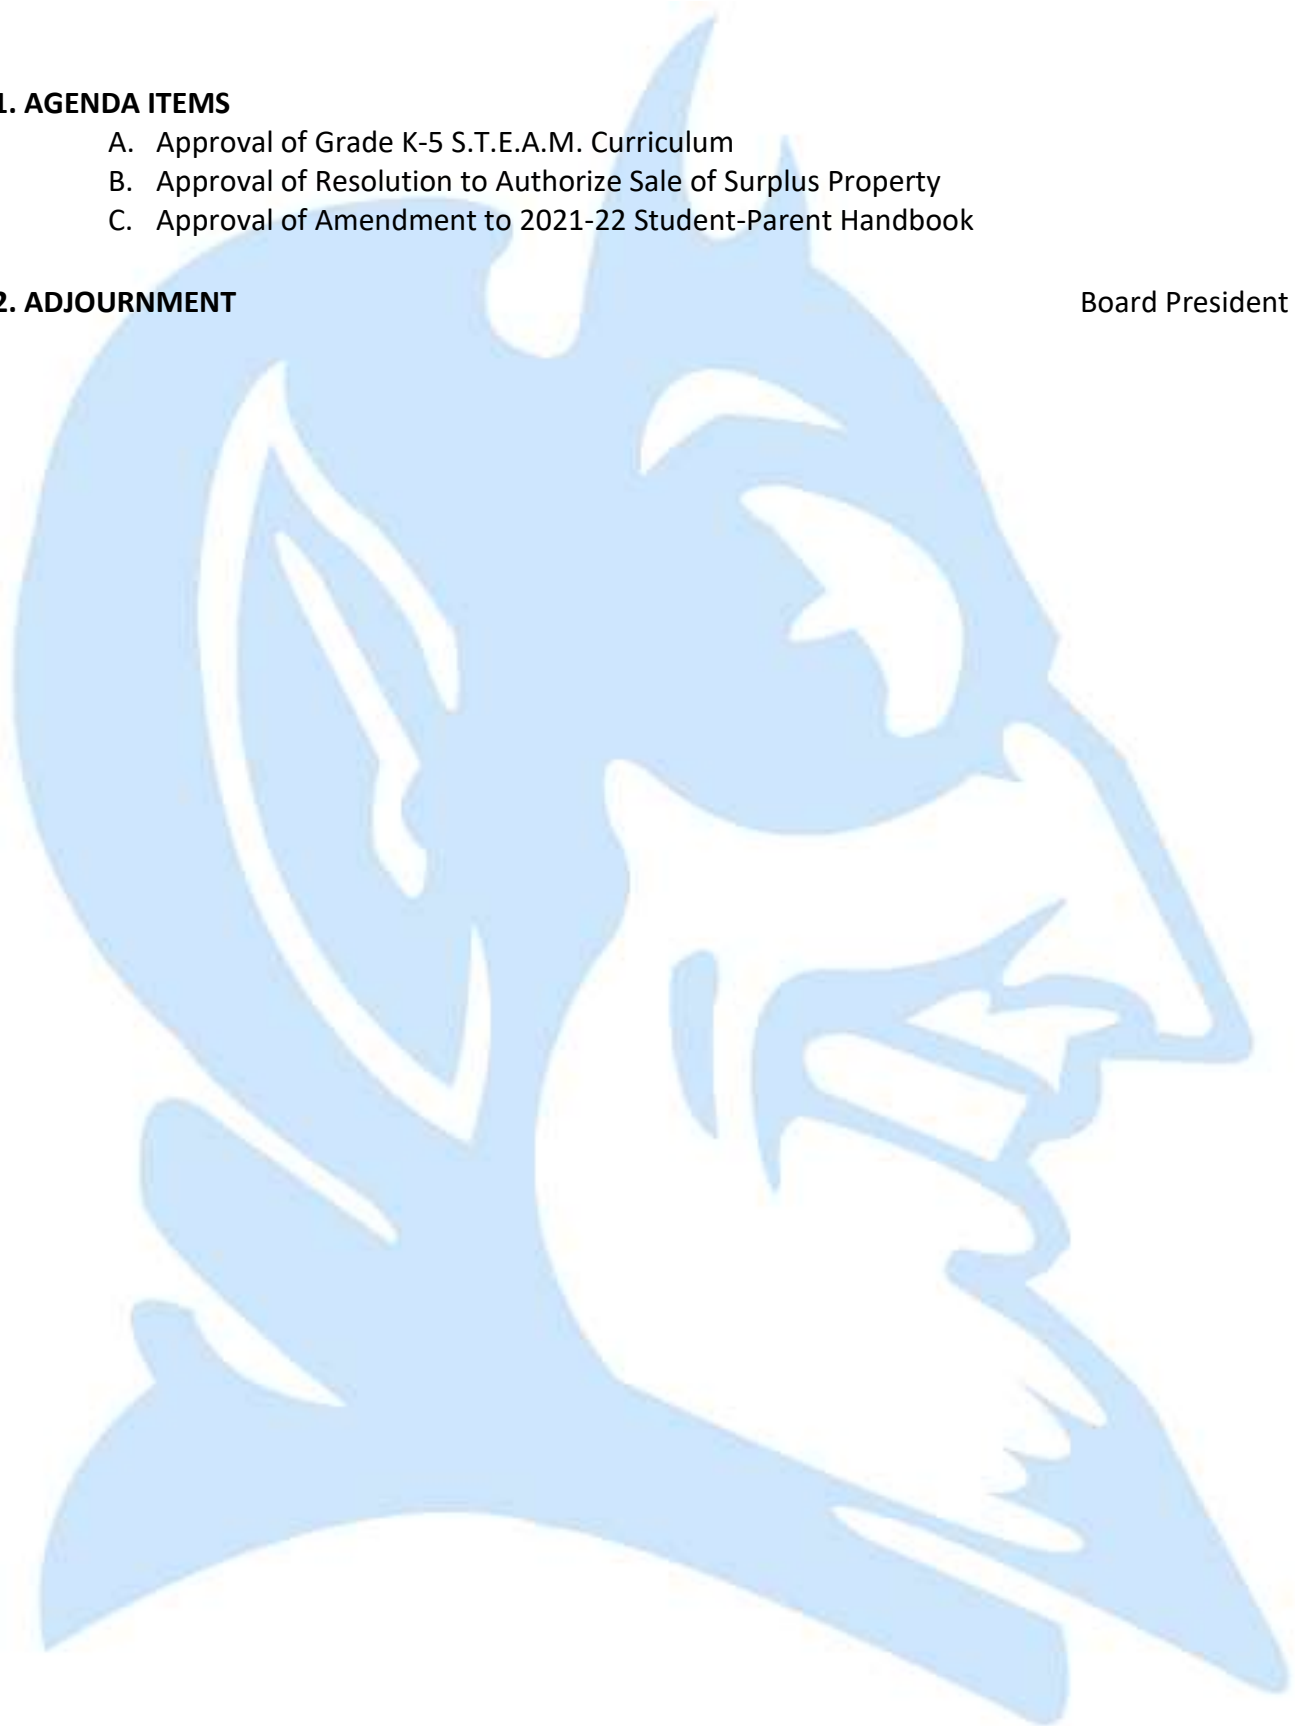 1. AGENDA ITEMS
A. Approval of Grade K-5 S.T.E.A.M. Curriculum
B. Approval of Resolution to Authorize Sale of Surplus Property
C. Approval of Amendment to 2021-22 Student-Parent Handbook
2. ADJOURNMENT Board President